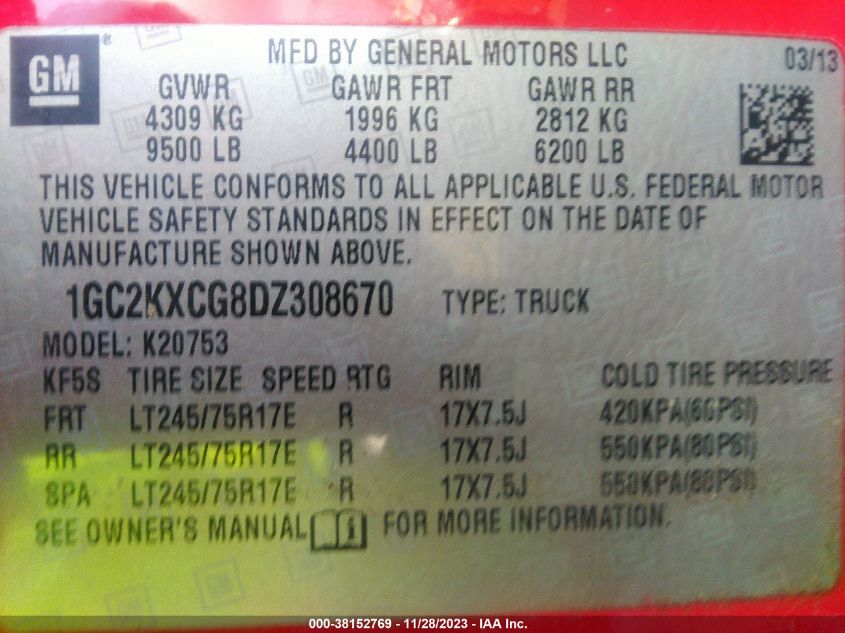 GM® MFD BY GENERAL MOTORS LLC 03/13
GVWR GAWR FRT GAWR RR
4309 KG 1996 KG 2812 KG
9500 LB 4400 LB 6200 LB
THIS VEHICLE CONFORMS TO ALL APPLICABLE U.S. FEDERAL MOTOR
VEHICLE SAFETY STANDARDS IN EFFECT ON THE DATE OF
MANUFACTURE SHOWN ABOVE.
1GC2KXCG8DZ308670 TYPE: TRUCK
MODEL: K20753
KF5S TIRE SIZE SPEED RTG RIM COLD TIRE PRESSURE
FRT LT245/75R17E R 17X7.5J 420KPA(60PSI)
RR LT245/75R17E R 17X7.5J 550KPA(80PSI)
SPA LT245/75R17E R 17X7.5J 550KPA(80PSI)
SEE OWNER'S MANUAL FOR MORE INFORMATION.
000-38152769 - 11/28/2023 - IAA Inc.